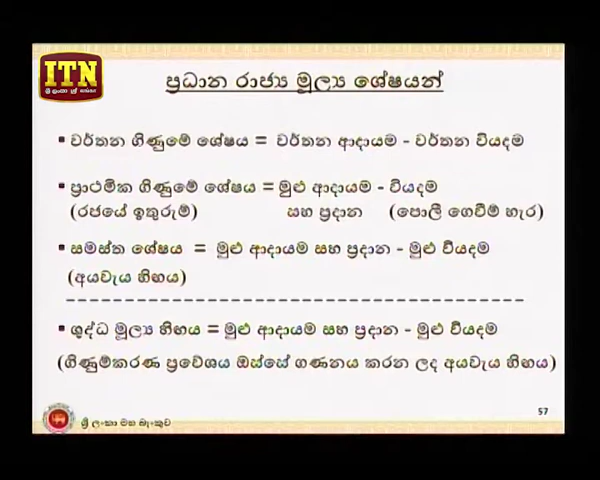 ITN
ශ්‍රී ලංකා
ප්‍රධාන රාජ්‍ය මූල්‍ය ශේෂයන්
▪ වර්තන ගිණුමේ ශේෂය = වර්තන ආදායම - වර්තන වියදම
▪ ප්‍රාථමික ගිණුමේ ශේෂය = මුළු ආදායම - වියදම
(රජයේ ඉතුරුම්) සහ ප්‍රදාන (පොලී ගෙවීම් හැර)
▪ සමස්ත ශේෂය = මුළු ආදායම සහ ප්‍රදාන - මුළු වියදම
(අයවැය හිඟය)
▪ ශුද්ධ මූල්‍ය හිඟය = මුළු ආදායම සහ ප්‍රදාන - මුළු වියදම
(ගිණුම්කරණ ප්‍රවේශය ඔස්සේ ගණනය කරන ලද අයවැය හිඟය)
57
ශ්‍රී ලංකා මහ බැංකුව